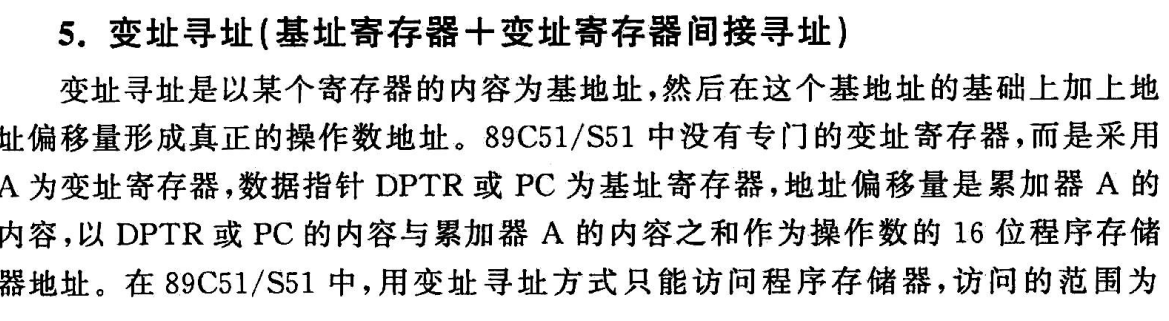 5. 变址寻址(基址寄存器＋变址寄存器间接寻址)
变址寻址是以某个寄存器的内容为基地址,然后在这个基地址的基础上加上地
址偏移量形成真正的操作数地址。89C51/S51 中没有专门的变址寄存器,而是采用
A 为变址寄存器,数据指针 DPTR 或 PC 为基址寄存器,地址偏移量是累加器 A 的
内容,以 DPTR 或 PC 的内容与累加器 A 的内容之和作为操作数的 16 位程序存储
器地址。在 89C51/S51 中,用变址寻址方式只能访问程序存储器,访问的范围为